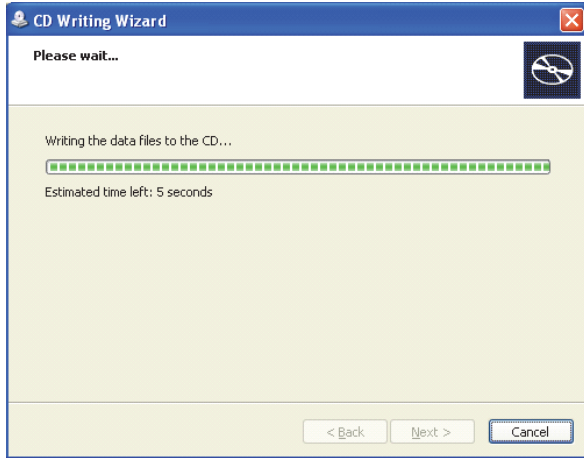 CD Writing Wizard
Please wait...
Writing the data files to the CD...
Estimated time left: 5 seconds
< Back Next > Cancel